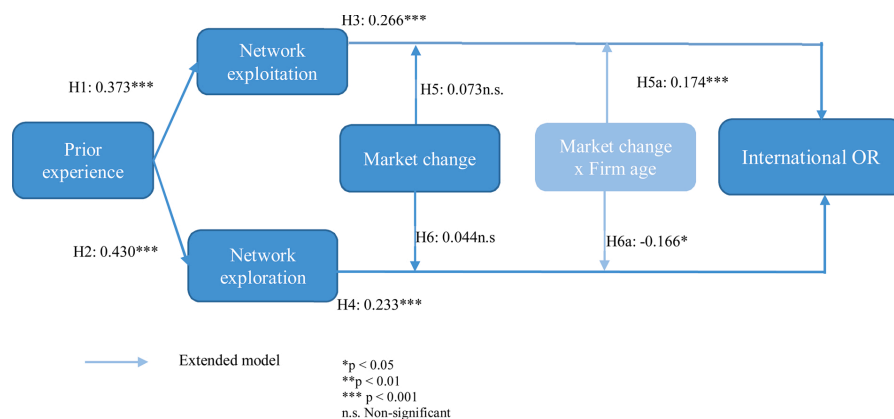 H3: 0.266***
Network
exploitation
H1: 0.373***
H5: 0.073n.s.
H5a: 0.174***
Prior
experience
Market change
Market change
x Firm age
International OR
H2: 0.430***
H6: 0.044n.s
H6a: -0.166*
Network
exploration
H4: 0.233***
Extended model
*p < 0.05
**p < 0.01
*** p < 0.001
n.s. Non-significant